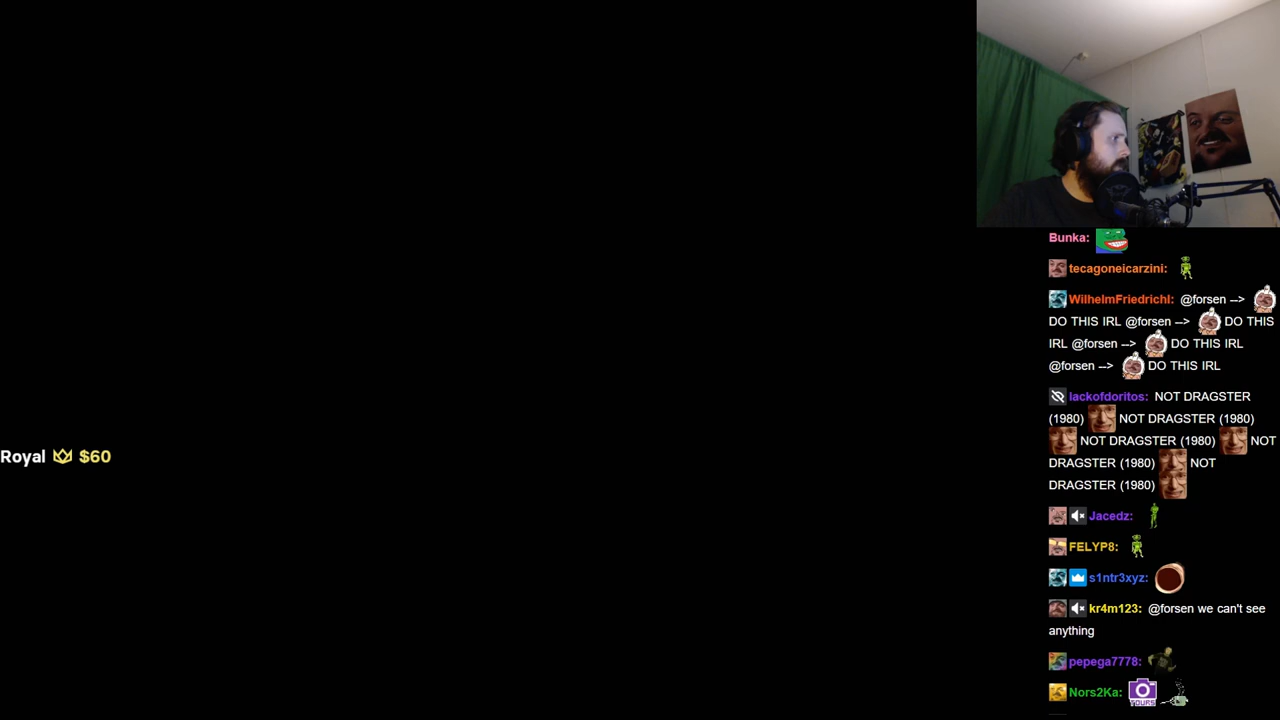 Bunka:
tecagoneicarzini:
WilhelmFriedrichI: @forsen -->
DO THIS IRL @forsen --> DO THIS
IRL @forsen --> DO THIS IRL
@forsen --> DO THIS IRL
lackofdoritos: NOT DRAGSTER
(1980) NOT DRAGSTER (1980)
NOT DRAGSTER (1980) NOT
DRAGSTER (1980) NOT
DRAGSTER (1980)
Royal $60
Jacedz:
FELYP8:
s1ntr3xyz:
kr4m123: @forsen we can't see
anything
pepega7778:
Nors2Ka: